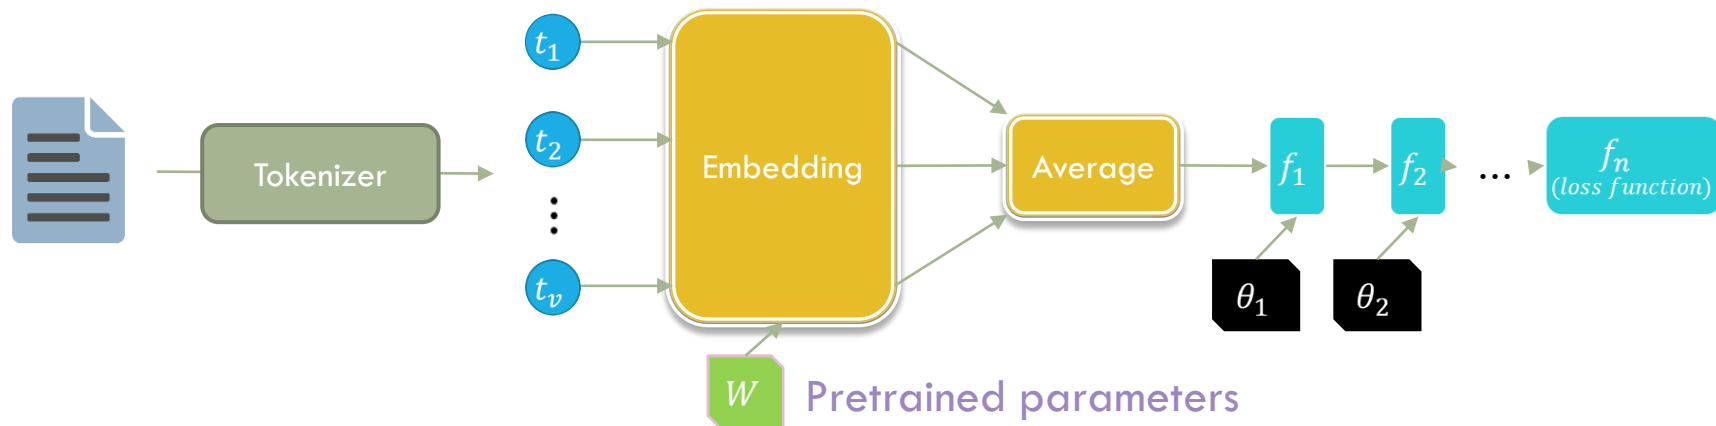 Tokenizer
t₁
t₂
⋮
tᵥ
Embedding
W
Pretrained parameters
Average
f₁
f₂
...
fₙ
(loss function)
θ₁
θ₂